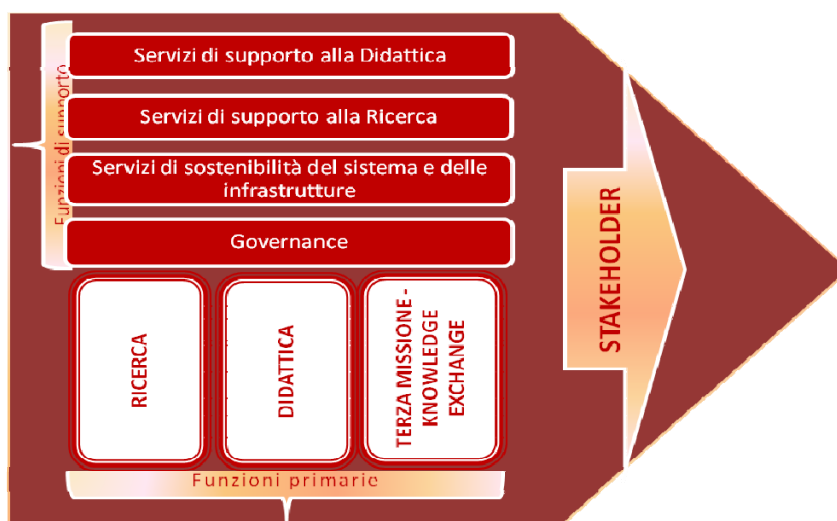 Servizi di supporto alla Didattica
Servizi di supporto alla Ricerca
Servizi di sostenibilità del sistema e delle
infrastrutture
Governance
Funzioni di supporto
RICERCA
DIDATTICA
TERZA MISSIONE -
KNOWLEDGE
EXCHANGE
Funzioni primarie
STAKEHOLDER